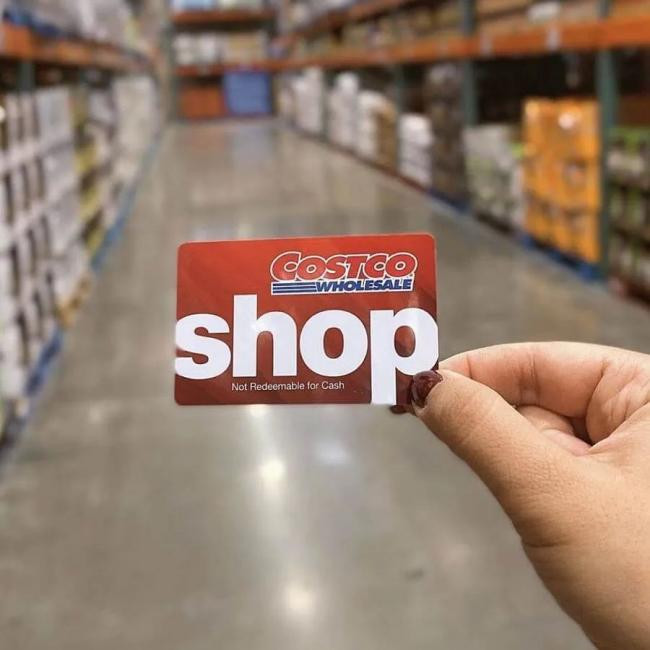 COSTCO
WHOLESALE
shop
Not Redeemable for Cash